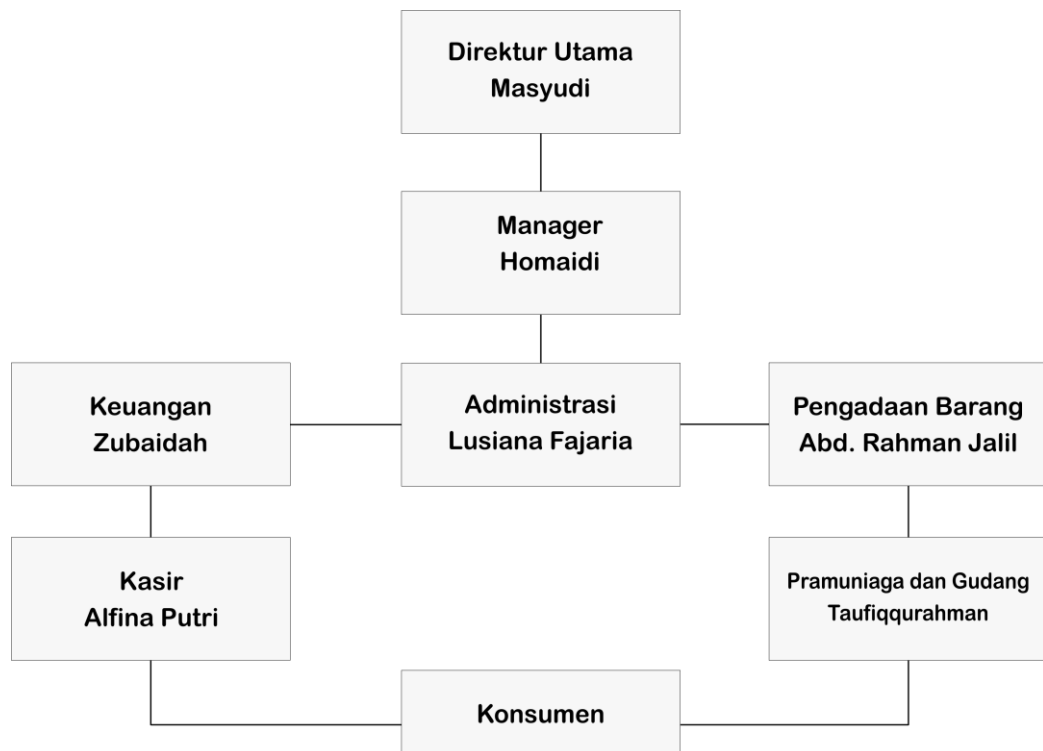 Direktur Utama
Masyudi
Manager
Homaidi
Keuangan
Zubaidah
Administrasi
Lusiana Fajaria
Pengadaan Barang
Abd. Rahman Jalil
Kasir
Alfina Putri
Pramuniaga dan Gudang
Taufiqqurahman
Konsumen